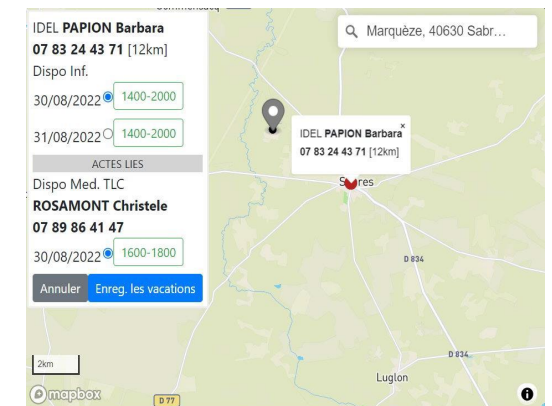 IDEL PAPION Barbara
07 83 24 43 71 [12km]
Dispo Inf.
30/08/2022 1400-2000
31/08/2022 1400-2000
ACTES LIES
Dispo Med. TLC
ROSAMONT Christele
07 89 86 41 47
30/08/2022 1600-1800
Annuler Enreg. les vacations
2km
mapbox
Marquèze, 40630 Sabr...
IDEL PAPION Barbara ×
07 83 24 43 71 [12km]
D 834
D 834
Luglon
D 77